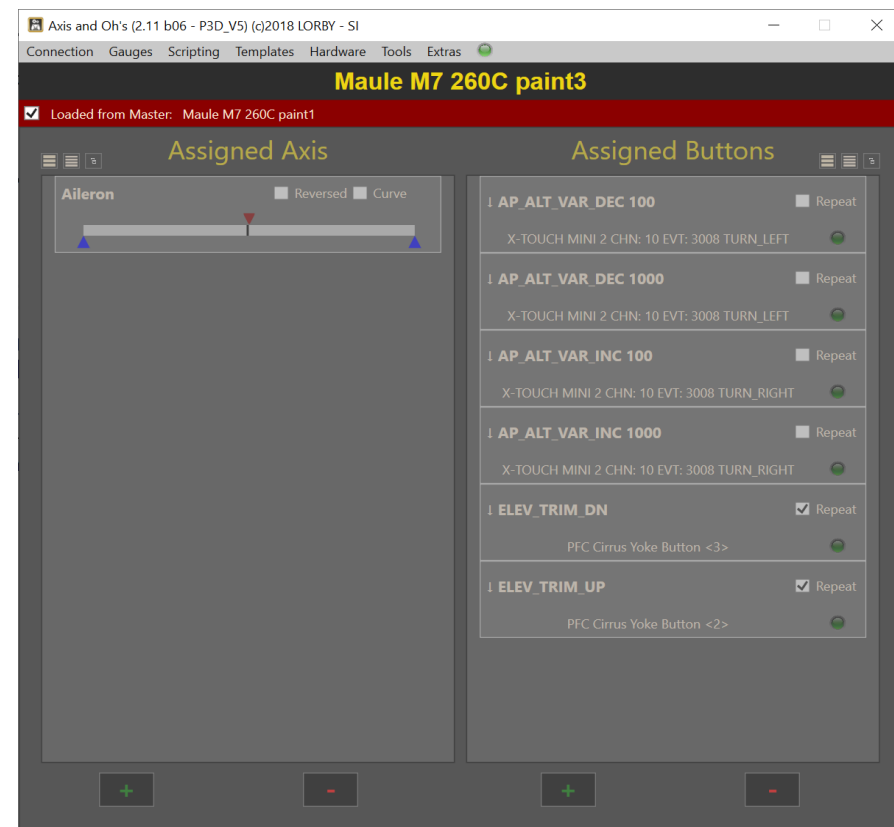 Axis and Oh's (2.11 b06 - P3D_V5) (c)2018 LORBY - SI
Connection Gauges Scripting Templates Hardware Tools Extras
Maule M7 260C paint3
Loaded from Master: Maule M7 260C paint1
Assigned Axis
Aileron Reversed Curve
Assigned Buttons
↓ AP_ALT_VAR_DEC 100 Repeat
X-TOUCH MINI 2 CHN: 10 EVT: 3008 TURN_LEFT
↓ AP_ALT_VAR_DEC 1000 Repeat
X-TOUCH MINI 2 CHN: 10 EVT: 3008 TURN_LEFT
↓ AP_ALT_VAR_INC 100 Repeat
X-TOUCH MINI 2 CHN: 10 EVT: 3008 TURN_RIGHT
↓ AP_ALT_VAR_INC 1000 Repeat
X-TOUCH MINI 2 CHN: 10 EVT: 3008 TURN_RIGHT
↓ ELEV_TRIM_DN Repeat
PFC Cirrus Yoke Button <3>
↓ ELEV_TRIM_UP Repeat
PFC Cirrus Yoke Button <2>
+ - + -